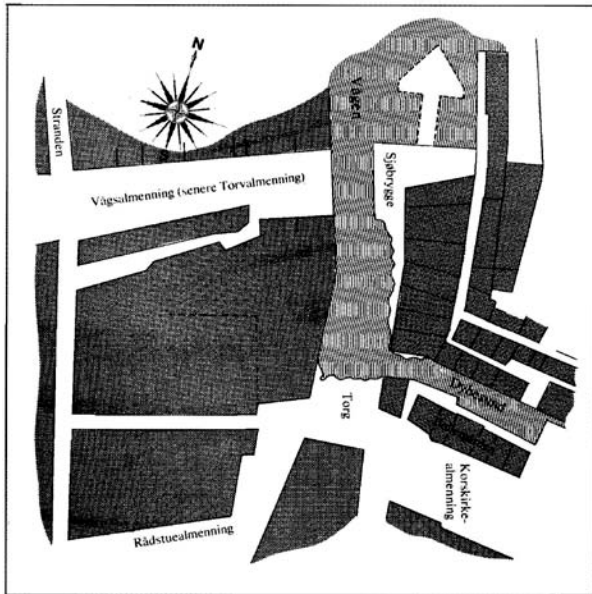 N
Stranden
Vågen
Sjøbrygge
Vågsalmenning (senere Torvalmenning)
Torg
Korskirke-
almenning
Rådstuealmenning